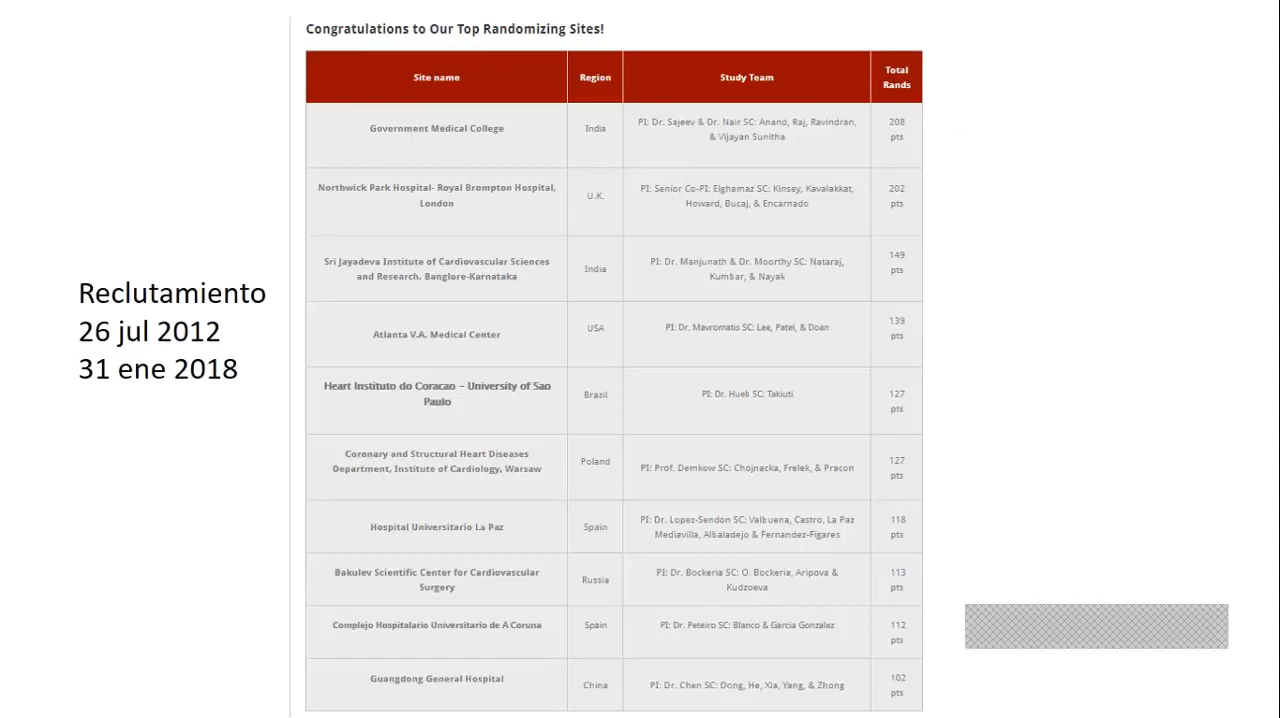 Congratulations to Our Top Randomizing Sites!
Site name Region Study Team Total
Rands
Government Medical College India PI: Dr. Sajeev & Dr. Nair SC: Anand, Raj, Ravindran,
& Vijayan Sunitha 208
pts
Northwick Park Hospital- Royal Brompton Hospital,
London U.K. PI: Senior Co-PI: Elghamaz SC: Kinsey, Kavalakkat,
Howard, Bucaj, & Encarnado 202
pts
Sri Jayadeva Institute of Cardiovascular Sciences
and Research, Banglore-Karnataka India PI: Dr. Manjunath & Dr. Moorthy SC: Nataraj,
Kumbar, & Nayak 149
pts
Atlanta V.A. Medical Center USA PI: Dr. Mavromatis SC: Lee, Patel, & Doan 139
pts
Heart Instituto do Coracao – University of Sao
Paulo Brazil PI: Dr. Hueb SC: Takiuti 127
pts
Coronary and Structural Heart Diseases
Department, Institute of Cardiology, Warsaw Poland PI: Prof. Demkow SC: Chojnacka, Frelek, & Pracon 127
pts
Hospital Universitario La Paz Spain PI: Dr. Lopez-Sendon SC: Valbuena, Castro, La Paz
Mediavilla, Albaladejo & Fernandez-Figares 118
pts
Bakulev Scientific Center for Cardiovascular
Surgery Russia PI: Dr. Bockeria SC: O. Bockeria, Aripova &
Kudzoeva 113
pts
Complejo Hospitalario Universitario de A Coruna Spain PI: Dr. Peteiro SC: Blanco & Garcia Gonzalez 112
pts
Guangdong General Hospital China PI: Dr. Chen SC: Dong, He, Xia, Yang, & Zhong 102
pts
Reclutamiento
26 jul 2012
31 ene 2018